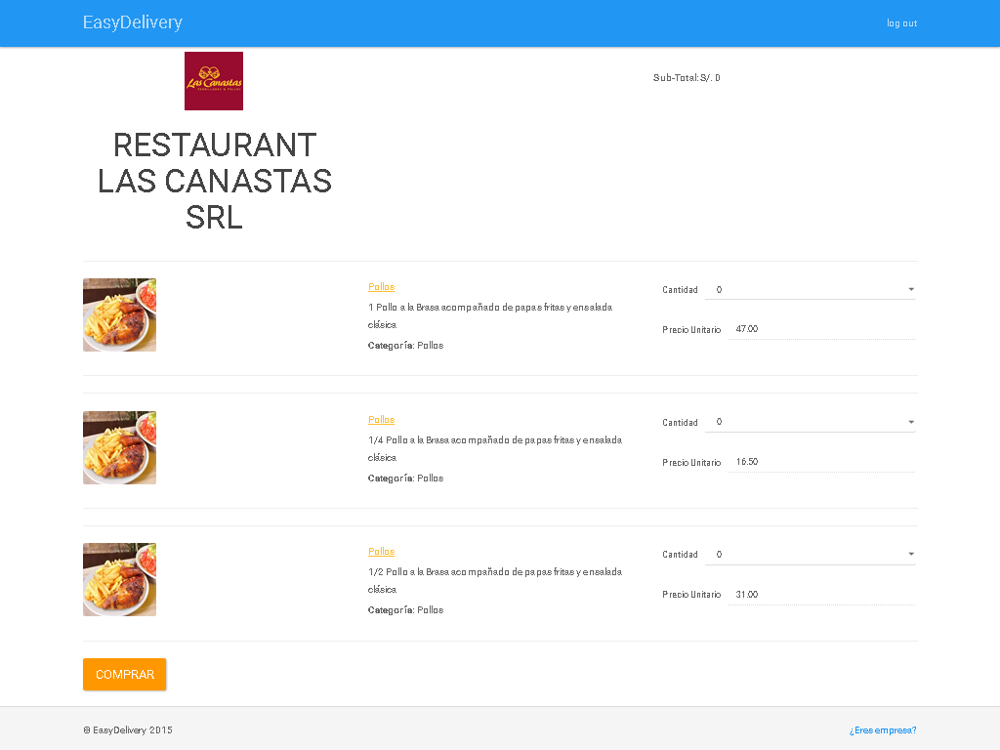 EasyDelivery
log out
Las Canastas
Sub-Total: S/. 0
RESTAURANT
LAS CANASTAS
SRL
Pollos
1 Pollo a la Brasa acompañado de papas fritas y ensalada
clásica
Categoría: Pollos
Cantidad 0
Precio Unitario 47.00
Pollos
1/4 Pollo a la Brasa acompañado de papas fritas y ensalada
clásica
Categoría: Pollos
Cantidad 0
Precio Unitario 16.50
Pollos
1/2 Pollo a la Brasa acompañado de papas fritas y ensalada
clásica
Categoría: Pollos
Cantidad 0
Precio Unitario 31.00
COMPRAR
© EasyDelivery 2015
¿Eres empresa?